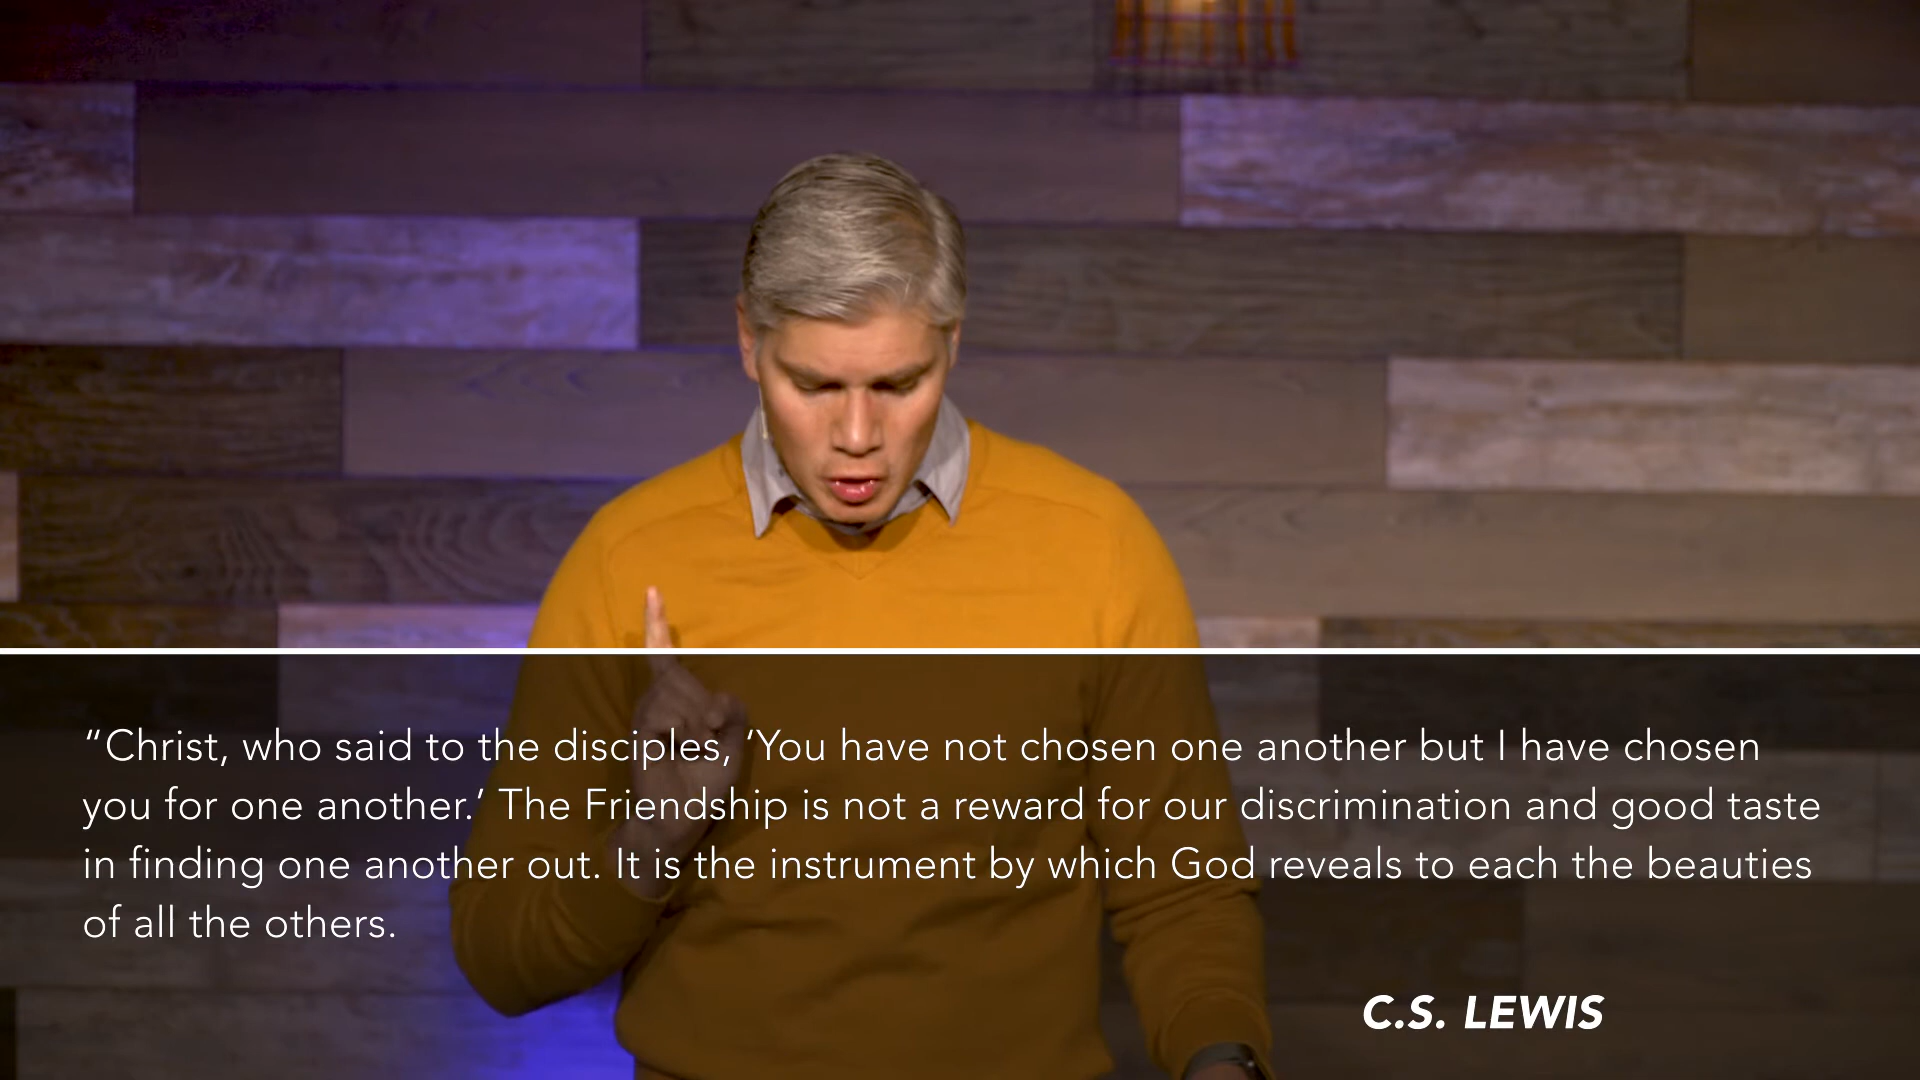 “Christ, who said to the disciples, ‘You have not chosen one another but I have chosen
you for one another.’ The Friendship is not a reward for our discrimination and good taste
in finding one another out. It is the instrument by which God reveals to each the beauties
of all the others.
C.S. LEWIS